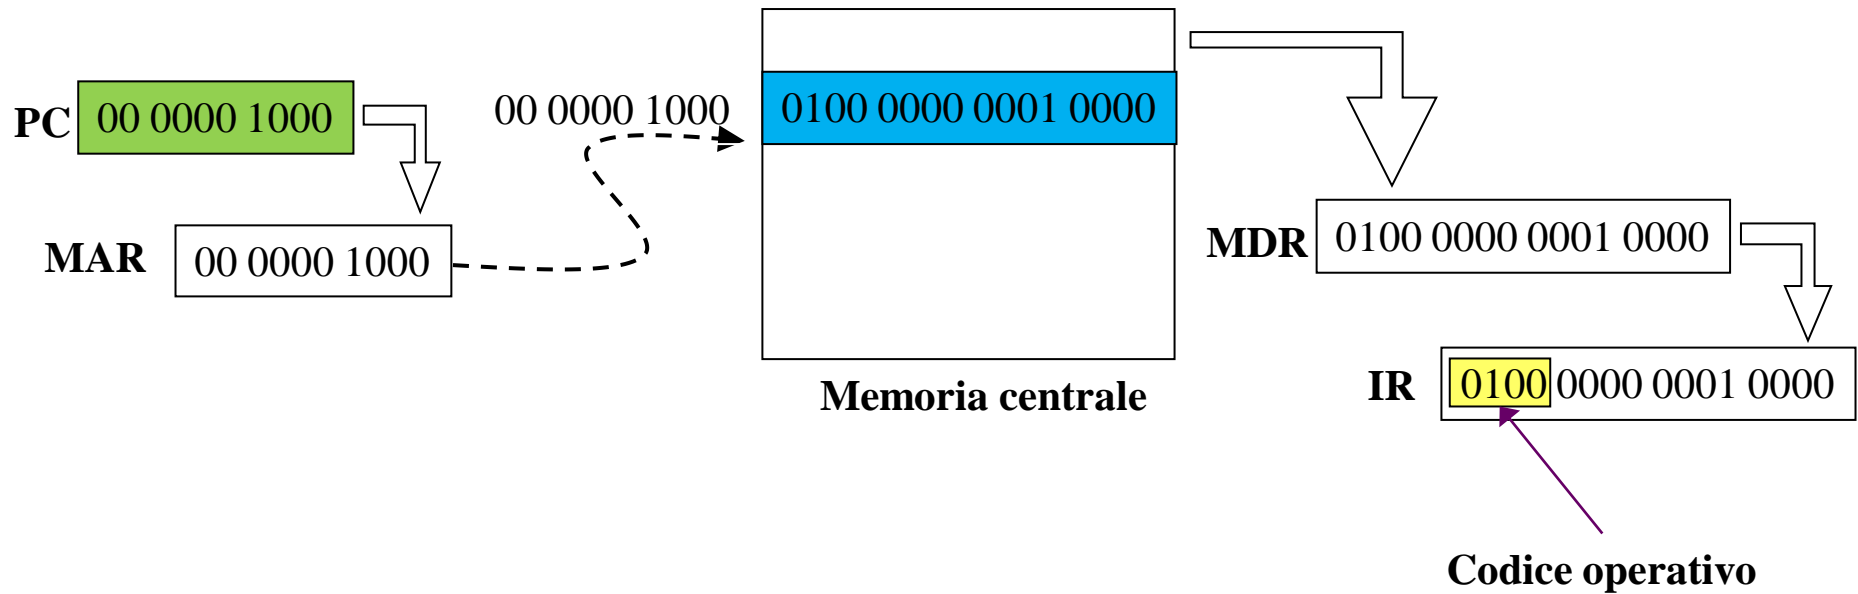 PC 00 0000 1000
00 0000 1000
0100 0000 0001 0000
MAR 00 0000 1000
MDR 0100 0000 0001 0000
Memoria centrale
IR 0100 0000 0001 0000
Codice operativo